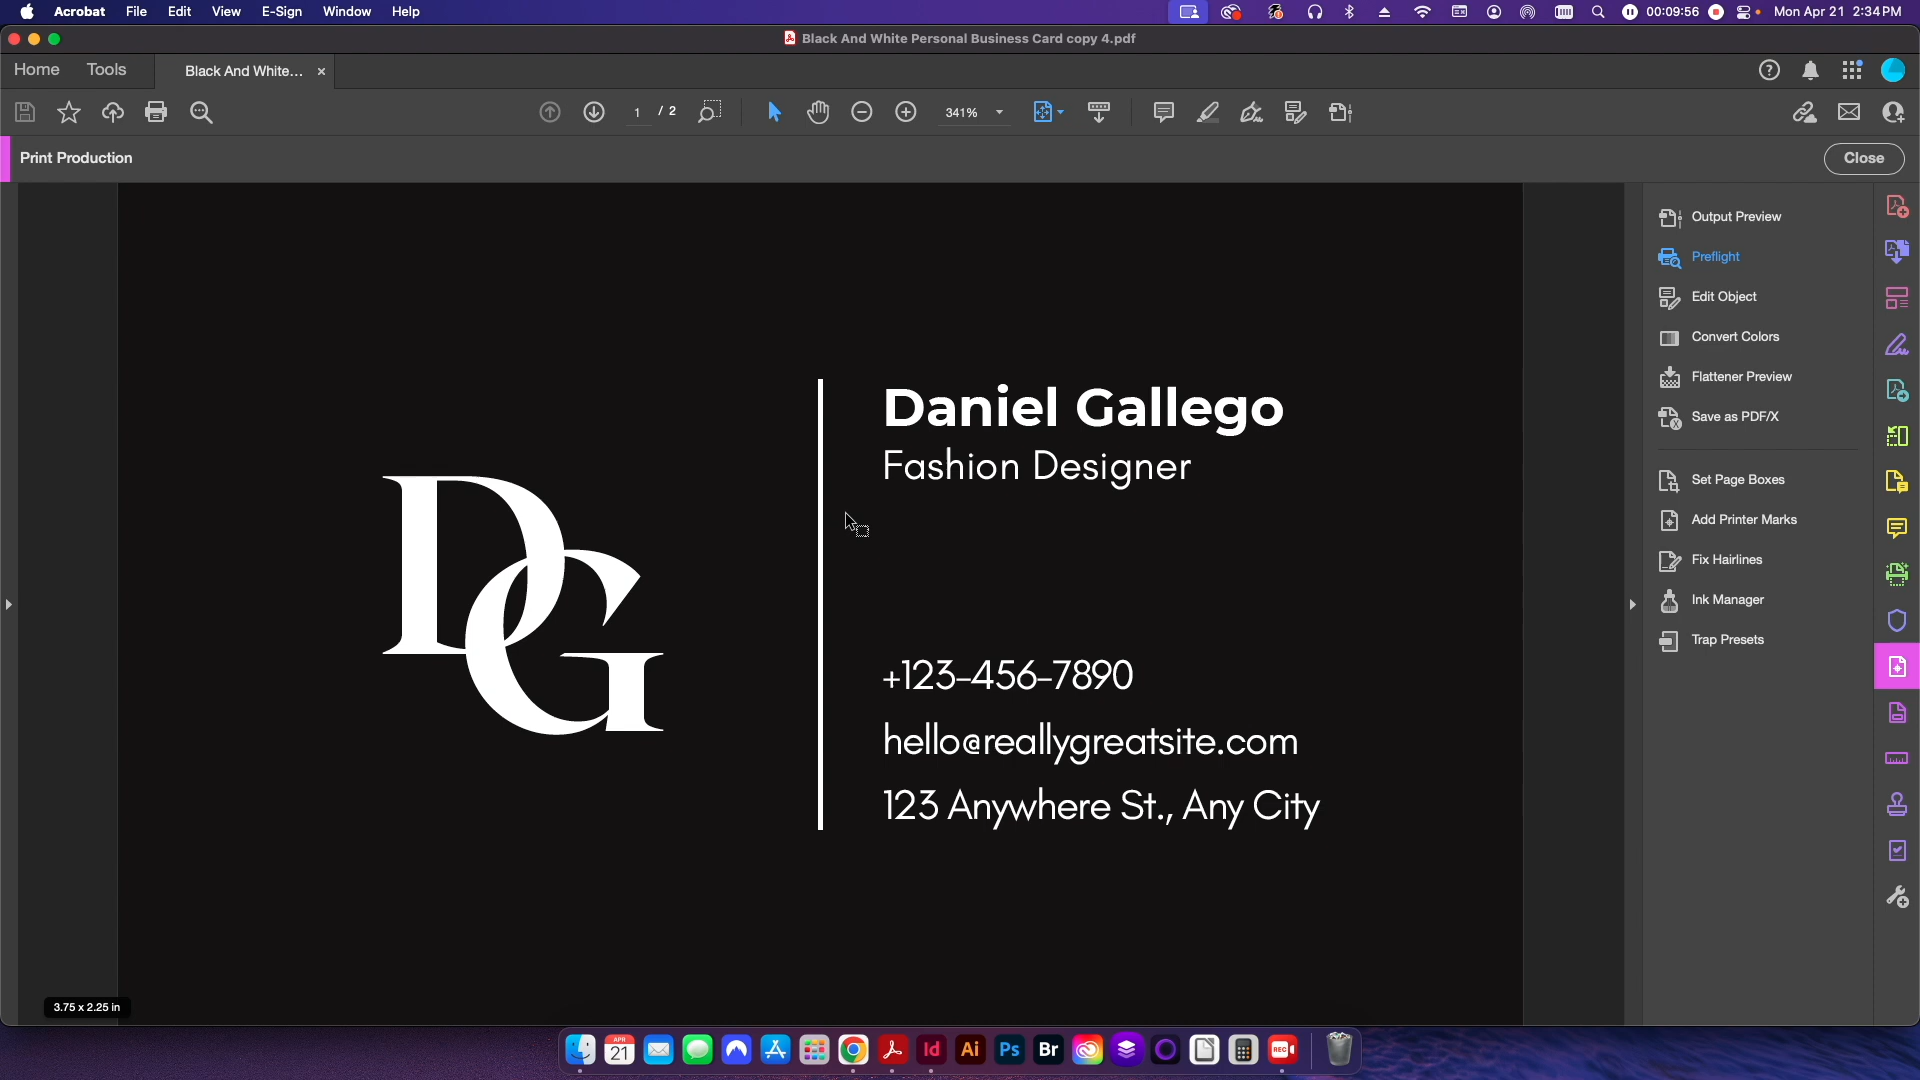 Acrobat File Edit View E-Sign Window Help 00:09:56 Mon Apr 21 2:34 PM
Black And White Personal Business Card copy 4.pdf
Home Tools Black And White... ×
1 / 2 341%
Print Production Close
Output Preview
Preflight
Edit Object
Convert Colors
Flattener Preview
Save as PDF/X
Set Page Boxes
Add Printer Marks
Fix Hairlines
Ink Manager
Trap Presets
DG
Daniel Gallego
Fashion Designer
+123-456-7890
hello@reallygreatsite.com
123 Anywhere St., Any City
3.75 x 2.25 in
APR
21
Id Ai Ps Br REC